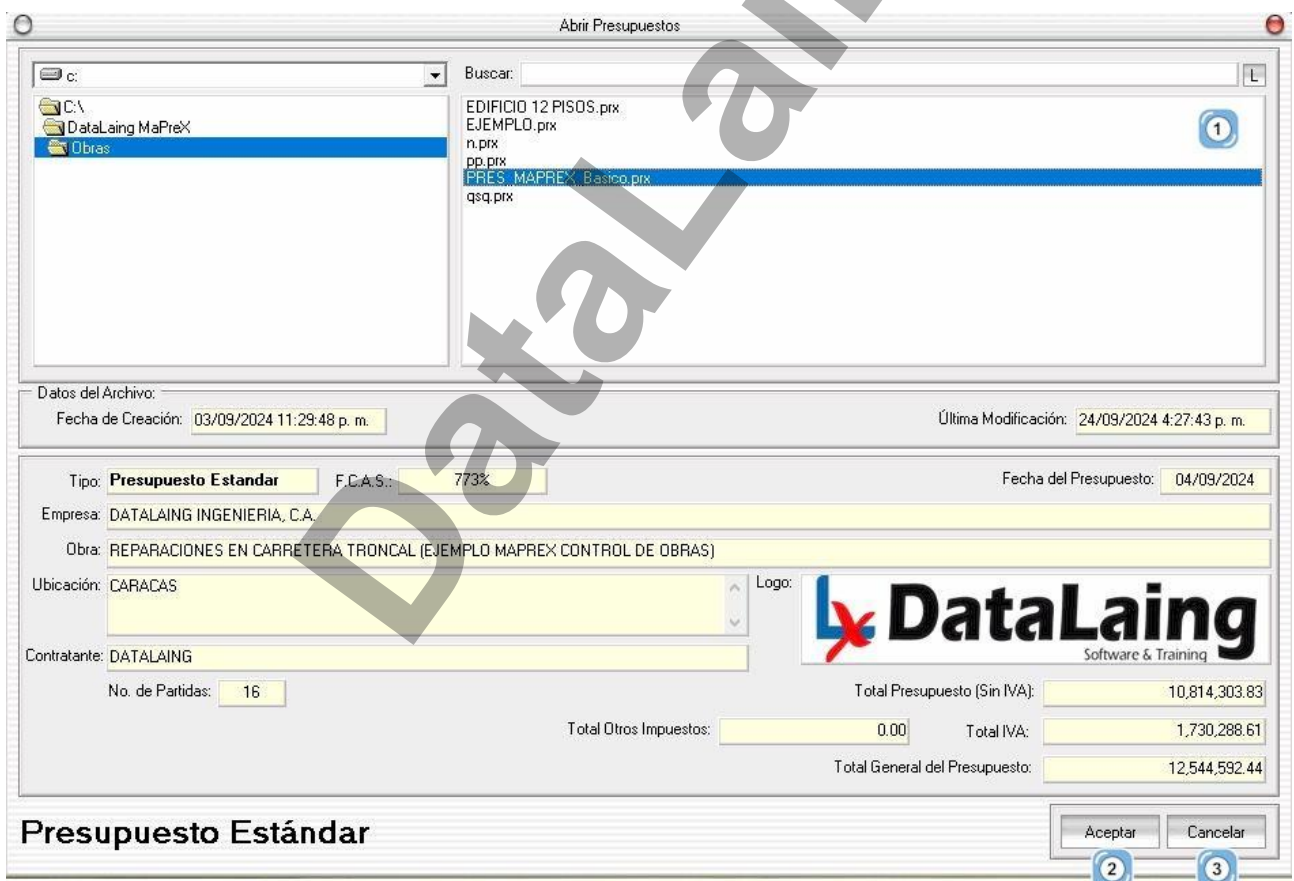 Abrir Presupuestos
c:
Buscar:
L
C:\
DataLaing MaPreX
Obras
EDIFICIO 12 PISOS.prx
EJEMPLO.prx
n.prx
pp.prx
PRES_MAPREX_Basico.prx
qsq.prx
1
Datos del Archivo:
Fecha de Creación: 03/09/2024 11:29:48 p. m.
Última Modificación: 24/09/2024 4:27:43 p. m.
Tipo: Presupuesto Estandar
F.C.A.S.: 773%
Fecha del Presupuesto: 04/09/2024
Empresa: DATALAING INGENIERIA, C.A.
Obra: REPARACIONES EN CARRETERA TRONCAL (EJEMPLO MAPREX CONTROL DE OBRAS)
Ubicación: CARACAS
Logo:
Lx DataLaing
Software & Training
Contratante: DATALAING
No. de Partidas: 16
Total Presupuesto (Sin IVA): 10,814,303.83
Total Otros Impuestos: 0.00
Total IVA: 1,730,288.61
Total General del Presupuesto: 12,544,592.44
Presupuesto Estándar
Aceptar
Cancelar
2
3
DataLai